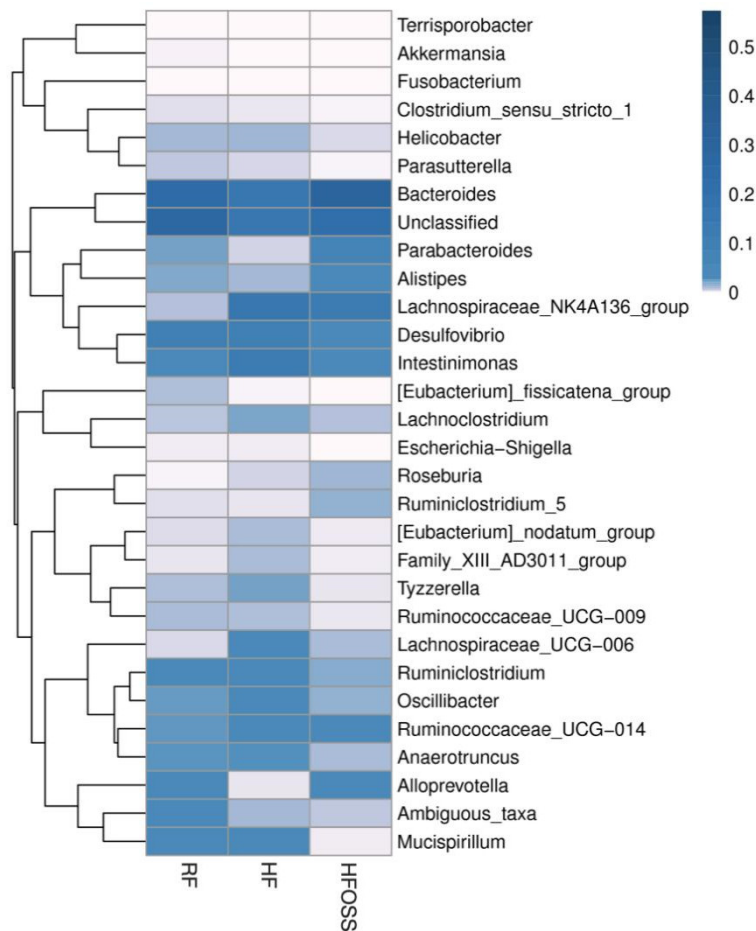 Terrisporobacter
Akkermansia
Fusobacterium
Clostridium_sensu_stricto_1
Helicobacter
Parasutterella
Bacteroides
Unclassified
Parabacteroides
Alistipes
Lachnospiraceae_NK4A136_group
Desulfovibrio
Intestinimonas
[Eubacterium]_fissicatena_group
Lachnoclostridium
Escherichia−Shigella
Roseburia
Ruminiclostridium_5
[Eubacterium]_nodatum_group
Family_XIII_AD3011_group
Tyzzerella
Ruminococcaceae_UCG−009
Lachnospiraceae_UCG−006
Ruminiclostridium
Oscillibacter
Ruminococcaceae_UCG−014
Anaerotruncus
Alloprevotella
Ambiguous_taxa
Mucispirillum
RF
HF
HFOSS
0.5
0.4
0.3
0.2
0.1
0